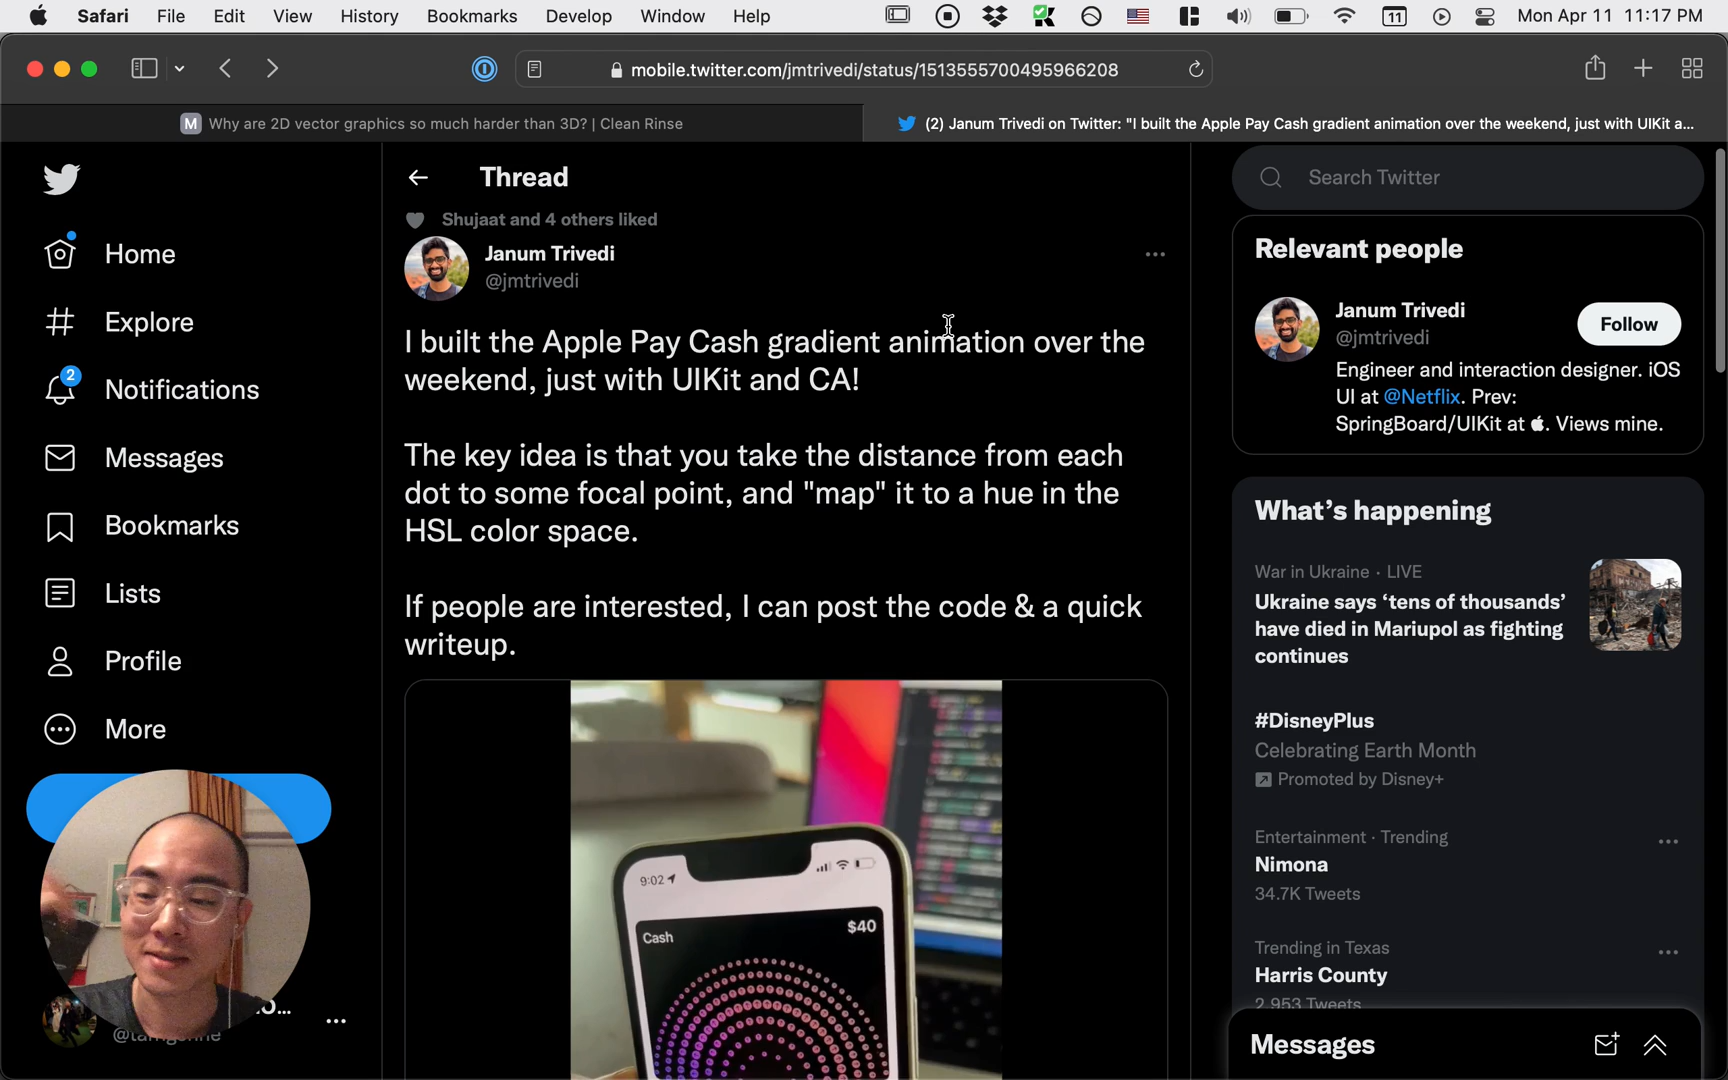 Safari File Edit View History Bookmarks Develop Window Help
11 Mon Apr 11 11:17 PM
mobile.twitter.com/jmtrivedi/status/1513555700495966208
M Why are 2D vector graphics so much harder than 3D? | Clean Rinse
(2) Janum Trivedi on Twitter: "I built the Apple Pay Cash gradient animation over the weekend, just with UIKit a...
Home
Explore
2
Notifications
Messages
Bookmarks
Lists
Profile
More
Thread
Shujaat and 4 others liked
Janum Trivedi
@jmtrivedi
I built the Apple Pay Cash gradient animation over the
weekend, just with UIKit and CA!
The key idea is that you take the distance from each
dot to some focal point, and "map" it to a hue in the
HSL color space.
If people are interested, I can post the code & a quick
writeup.
9:02
Cash
$40
Search Twitter
Relevant people
Janum Trivedi
@jmtrivedi
Follow
Engineer and interaction designer. iOS
UI at @Netflix. Prev:
SpringBoard/UIKit at . Views mine.
What's happening
War in Ukraine · LIVE
Ukraine says 'tens of thousands'
have died in Mariupol as fighting
continues
#DisneyPlus
Celebrating Earth Month
Promoted by Disney+
Entertainment · Trending
Nimona
34.7K Tweets
Trending in Texas
Harris County
2,953 Tweets
Messages